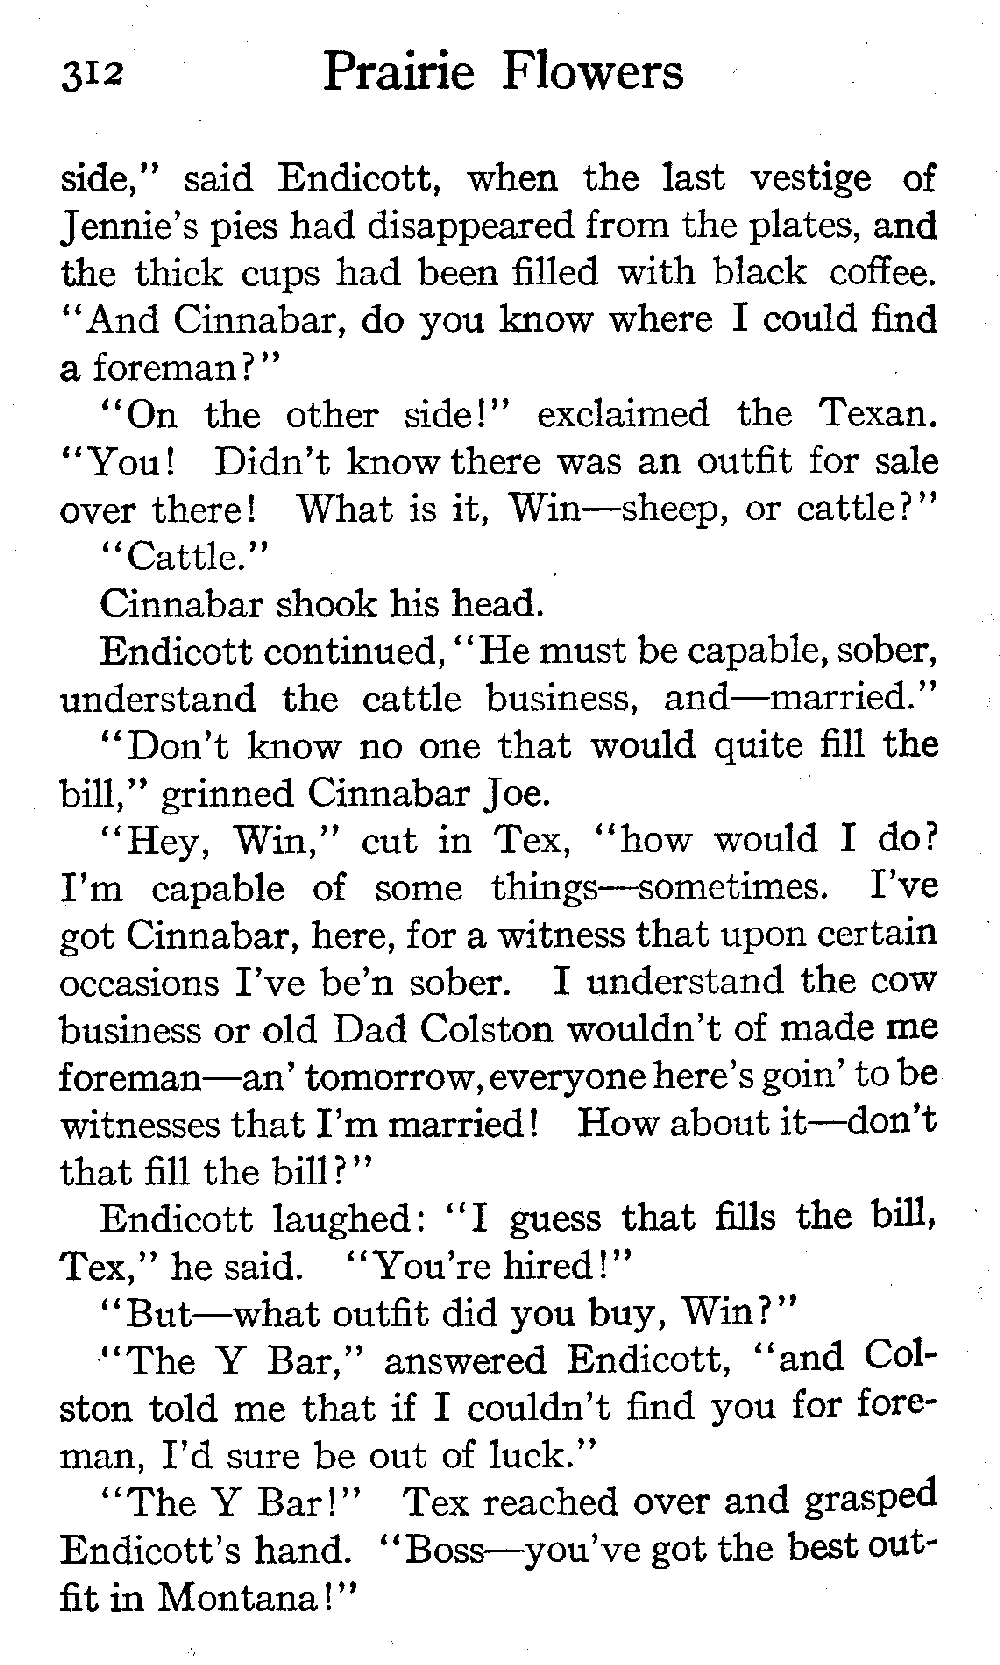 312 Prairie Flowers
side," said Endicott, when the last vestige of
Jennie's pies had disappeared from the plates, and
the thick cups had been filled with black coffee.
"And Cinnabar, do you know where I could find
a foreman?"
"On the other side!" exclaimed the Texan.
"You! Didn't know there was an outfit for sale
over there! What is it, Win—sheep, or cattle?"
"Cattle."
Cinnabar shook his head.
Endicott continued, "He must be capable, sober,
understand the cattle business, and—married."
"Don't know no one that would quite fill the
bill," grinned Cinnabar Joe.
"Hey, Win," cut in Tex, "how would I do?
I'm capable of some things—sometimes. I've
got Cinnabar, here, for a witness that upon certain
occasions I've be'n sober. I understand the cow
business or old Dad Colston wouldn't of made me
foreman—an' tomorrow, everyone here's goin' to be
witnesses that I'm married! How about it—don't
that fill the bill?"
Endicott laughed: "I guess that fills the bill,
Tex," he said. "You're hired!"
"But—what outfit did you buy, Win?"
"The Y Bar," answered Endicott, "and Col-
ston told me that if I couldn't find you for fore-
man, I'd sure be out of luck."
"The Y Bar!" Tex reached over and grasped
Endicott's hand. "Boss—you've got the best out-
fit in Montana!"